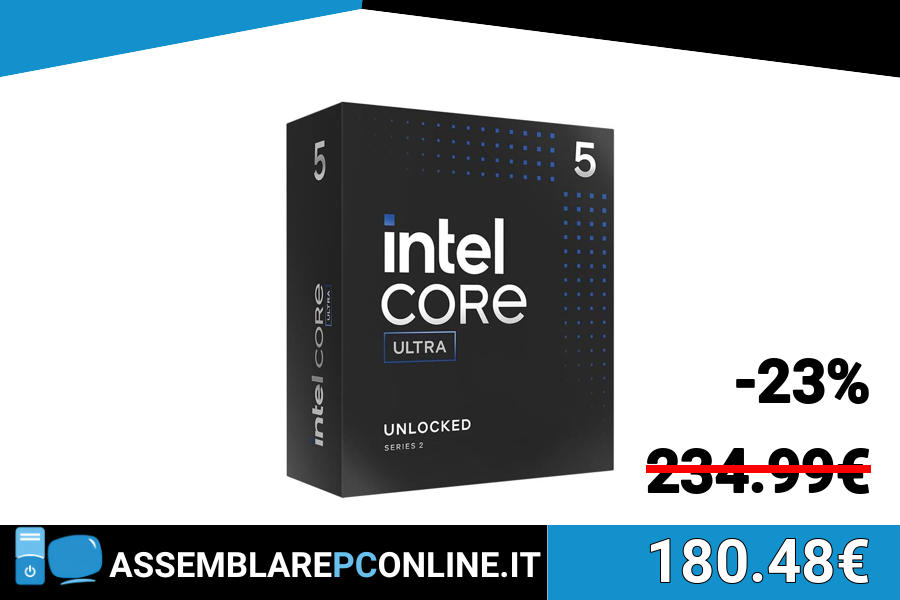 5
intel CORE ULTRA
5
intel
CORE
ULTRA
UNLOCKED
SERIES 2
-23%
234.99€
ASSEMBLAREPCONLINE.IT
180.48€